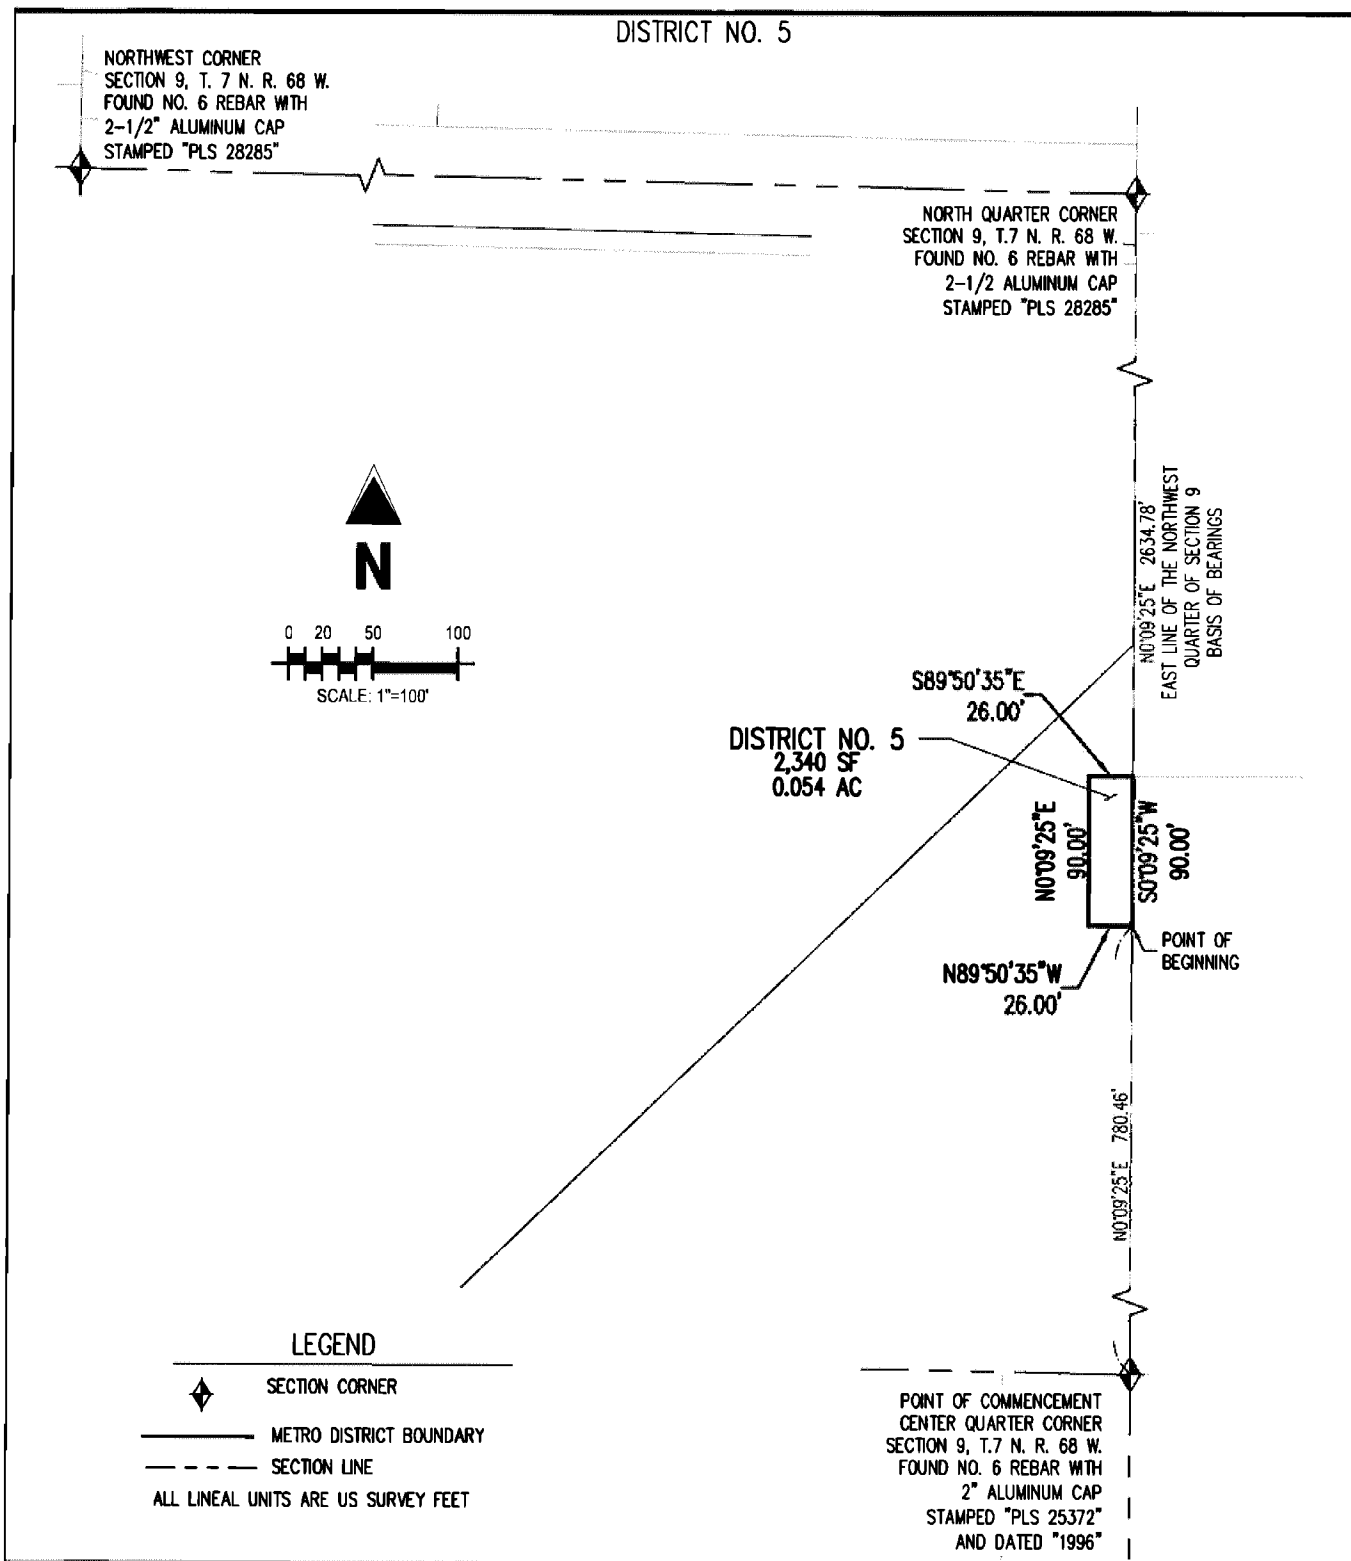 DISTRICT NO. 5
NORTHWEST CORNER
SECTION 9, T. 7 N. R. 68 W.
FOUND NO. 6 REBAR WITH
2-1/2" ALUMINUM CAP
STAMPED "PLS 28285"
NORTH QUARTER CORNER
SECTION 9, T.7 N. R. 68 W.
FOUND NO. 6 REBAR WITH
2-1/2 ALUMINUM CAP
STAMPED "PLS 28285"
N0°09'25"E 2634.78'
EAST LINE OF THE NORTHWEST
QUARTER OF SECTION 9
BASIS OF BEARINGS
N
0 20 50 100
SCALE: 1"=100'
S89°50'35"E
26.00'
DISTRICT NO. 5
2,340 SF
0.054 AC
N0°09'25"E
90.00'
S0°09'25"W
90.00'
POINT OF
BEGINNING
N89°50'35"W
26.00'
N0°09'25"E 780.46'
LEGEND
SECTION CORNER
METRO DISTRICT BOUNDARY
SECTION LINE
ALL LINEAL UNITS ARE US SURVEY FEET
POINT OF COMMENCEMENT
CENTER QUARTER CORNER
SECTION 9, T.7 N. R. 68 W.
FOUND NO. 6 REBAR WITH
2" ALUMINUM CAP
STAMPED "PLS 25372"
AND DATED "1996"